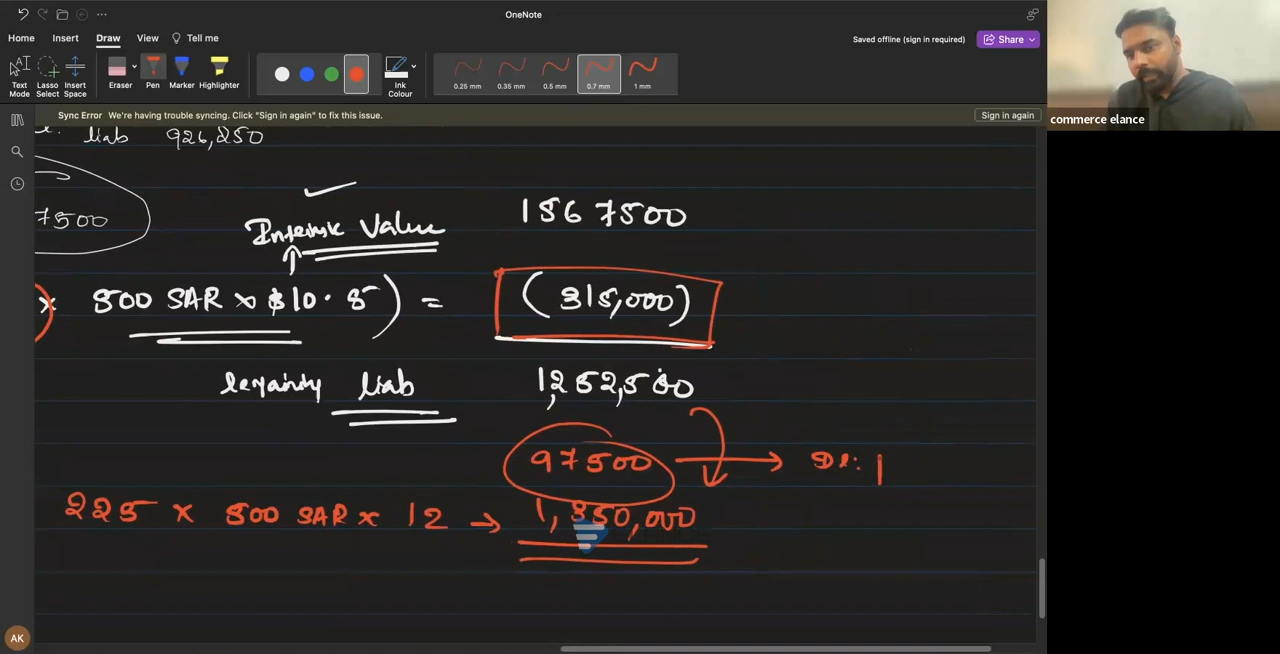 OneNote
Home Insert Draw View Tell me
Saved offline (sign in required) Share
Text Mode Lasso Select Insert Space Eraser Pen Marker Highlighter Ink Colour 0.25 mm 0.35 mm 0.5 mm 0.7 mm 1 mm
Sync Error We're having trouble syncing. Click "Sign in again" to fix this issue. Sign in again
commerce elance
liab 926,250
7500
Intrinsic Value 1567500
x 500 SAR x $10.5) = (315,000)
liab 1,252,500
97500 → Dr:
225 x 500 SAR x 12 → 1,350,000
AK